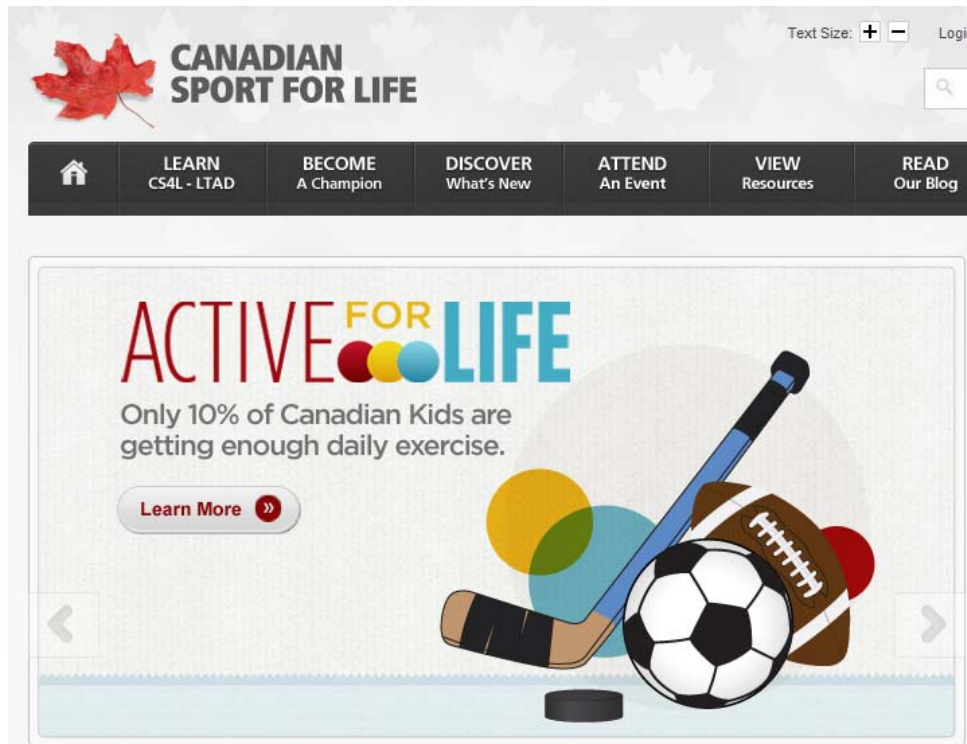 Text Size: + -
Logi
CANADIAN
SPORT FOR LIFE
LEARN
CS4L - LTAD
BECOME
A Champion
DISCOVER
What's New
ATTEND
An Event
VIEW
Resources
READ
Our Blog
ACTIVE FOR LIFE
Only 10% of Canadian Kids are
getting enough daily exercise.
Learn More »